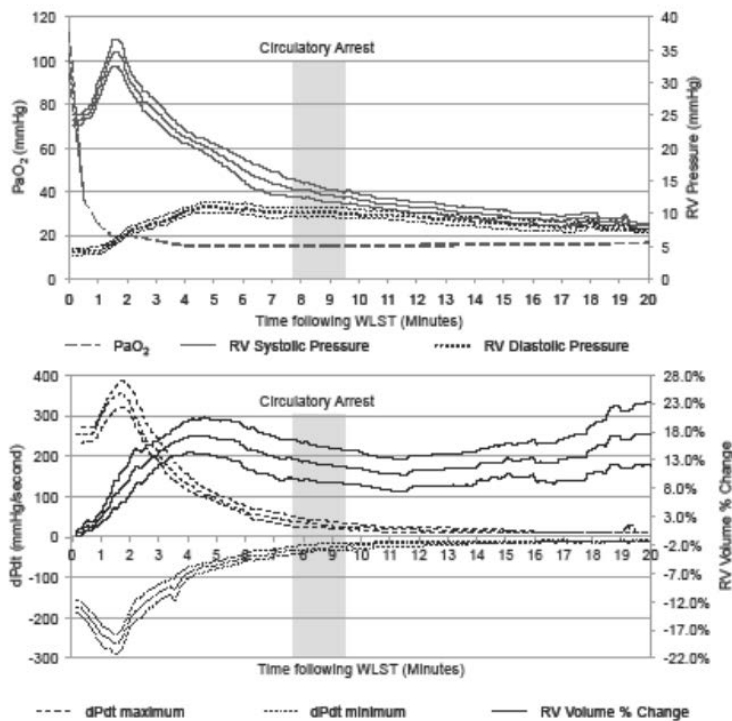 120
100
80
60
40
20
0
PaO₂ (mmHg)
Circulatory Arrest
40
35
30
25
20
15
10
5
0
RV Pressure (mmHg)
0 1 2 3 4 5 6 7 8 9 10 11 12 13 14 15 16 17 18 19 20
Time following WLST (Minutes)
PaO₂ RV Systolic Pressure RV Diastolic Pressure
400
300
200
100
0
-100
-200
-300
dPdt (mmHg/second)
Circulatory Arrest
28.0%
23.0%
18.0%
13.0%
8.0%
3.0%
-2.0%
-7.0%
-12.0%
-17.0%
-22.0%
RV Volume % Change
0 1 2 3 4 5 6 7 8 9 10 11 12 13 14 15 16 17 18 19 20
Time following WLST (Minutes)
dPdt maximum dPdt minimum RV Volume % Change